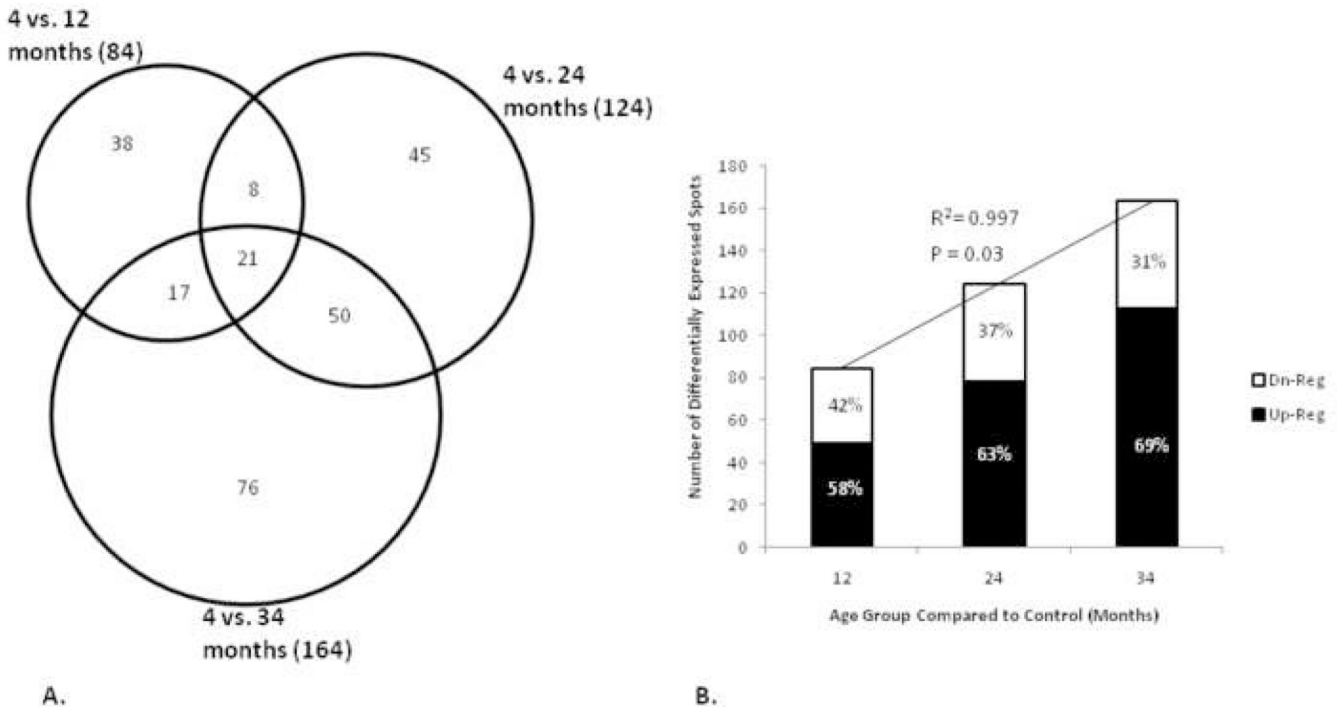 4 vs. 12
months (84)
4 vs. 24
months (124)
38
45
8
21
17
50
76
4 vs. 34
months (164)
A.
Number of Differentially Expressed Spots
180
160
140
120
100
80
60
40
20
0
R²= 0.997
P = 0.03
42%
58%
37%
63%
31%
69%
12
24
34
Age Group Compared to Control (Months)
Dn-Reg
Up-Reg
B.